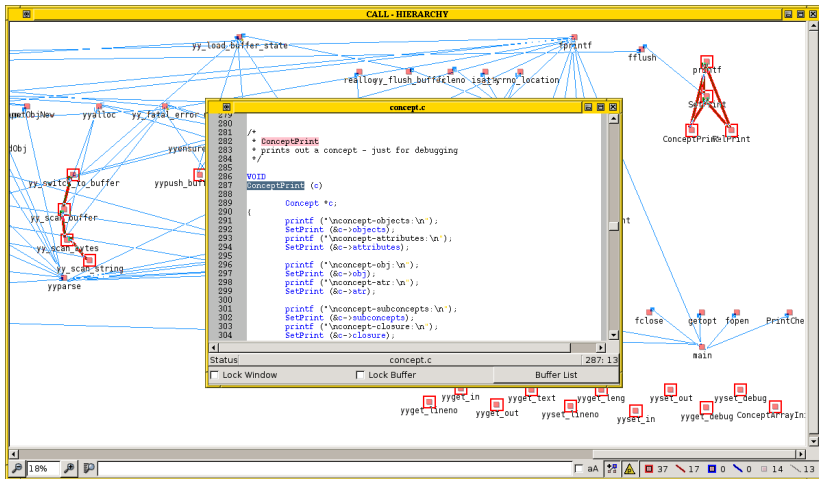 CALL - HIERARCHY
yy_load_buffer_state
fprintf
fflush
printf
yy_flush_buffer
fileno
errno_location
yyalloc
yy_fatal_error
SetPrint
ConceptPrint
RelPrint
yy_switch_to_buffer
yypush_bu
yy_scan_buffer
yy_scan_bytes
yy_scan_string
yyparse
concept.c
279
280
281 /*
282 * ConceptPrint
283 * prints out a concept - just for debugging
284 */
285
286 VOID
287 ConceptPrint (c)
288
289 Concept *c;
290 {
291 printf ("\nconcept-objects:\n");
292 SetPrint (&c->objects);
293 printf ("\nconcept-attributes:\n");
294 SetPrint (&c->attributes);
295
296 printf ("\nconcept-obj:\n");
297 SetPrint (&c->obj);
298 printf ("\nconcept-atr:\n");
299 SetPrint (&c->atr);
300
301 printf ("\nconcept-subconcepts:\n");
302 SetPrint (&c->subconcepts);
303 printf ("\nconcept-closure:\n");
304 SetPrint (&c->closure);
Status concept.c 287: 13
Lock Window Lock Buffer Buffer List
fclose getopt fopen PrintChe
main
yyget_in yyget_text yyget_leng yyset_out yyset_debug
yyget_lineno yyget_out yyset_lineno yyset_in yyget_debug ConceptArrayIn
18% aA P 37 17 0 0 14 13